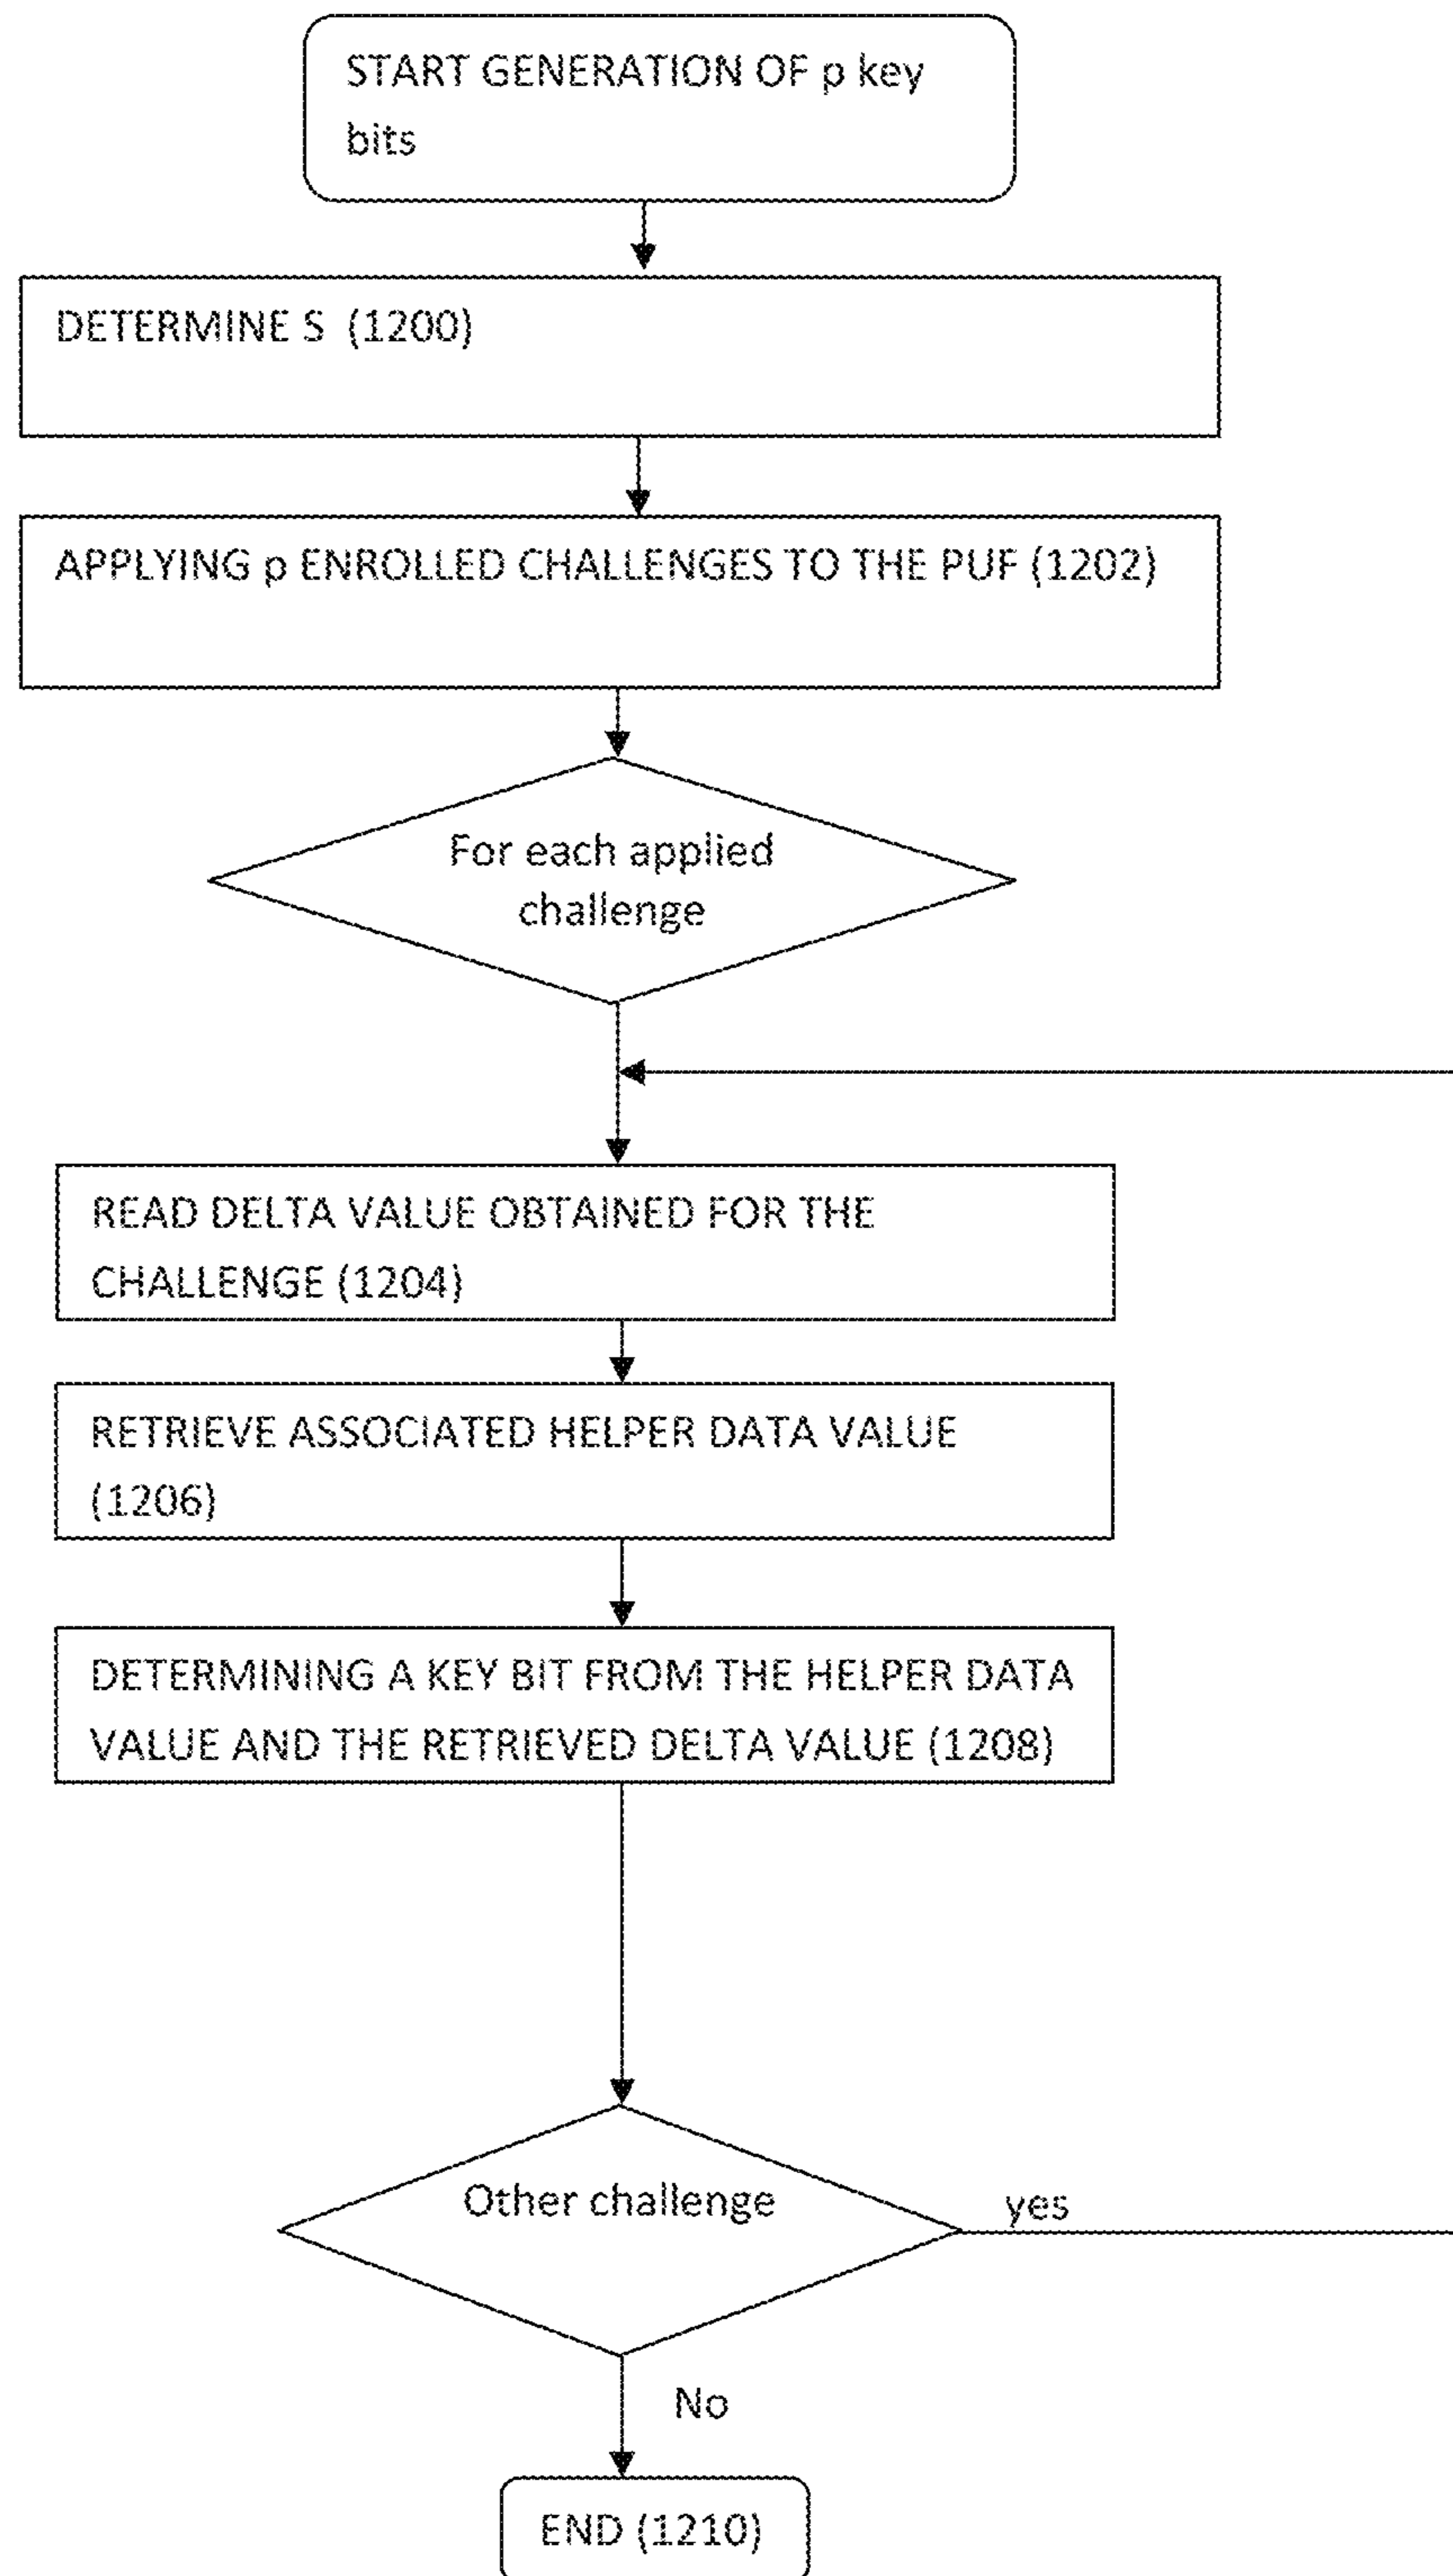 START GENERATION OF p key
bits
DETERMINE S (1200)
APPLYING p ENROLLED CHALLENGES TO THE PUF (1202)
For each applied
challenge
READ DELTA VALUE OBTAINED FOR THE
CHALLENGE (1204)
RETRIEVE ASSOCIATED HELPER DATA VALUE
(1206)
DETERMINING A KEY BIT FROM THE HELPER DATA
VALUE AND THE RETRIEVED DELTA VALUE (1208)
Other challenge
yes
No
END (1210)